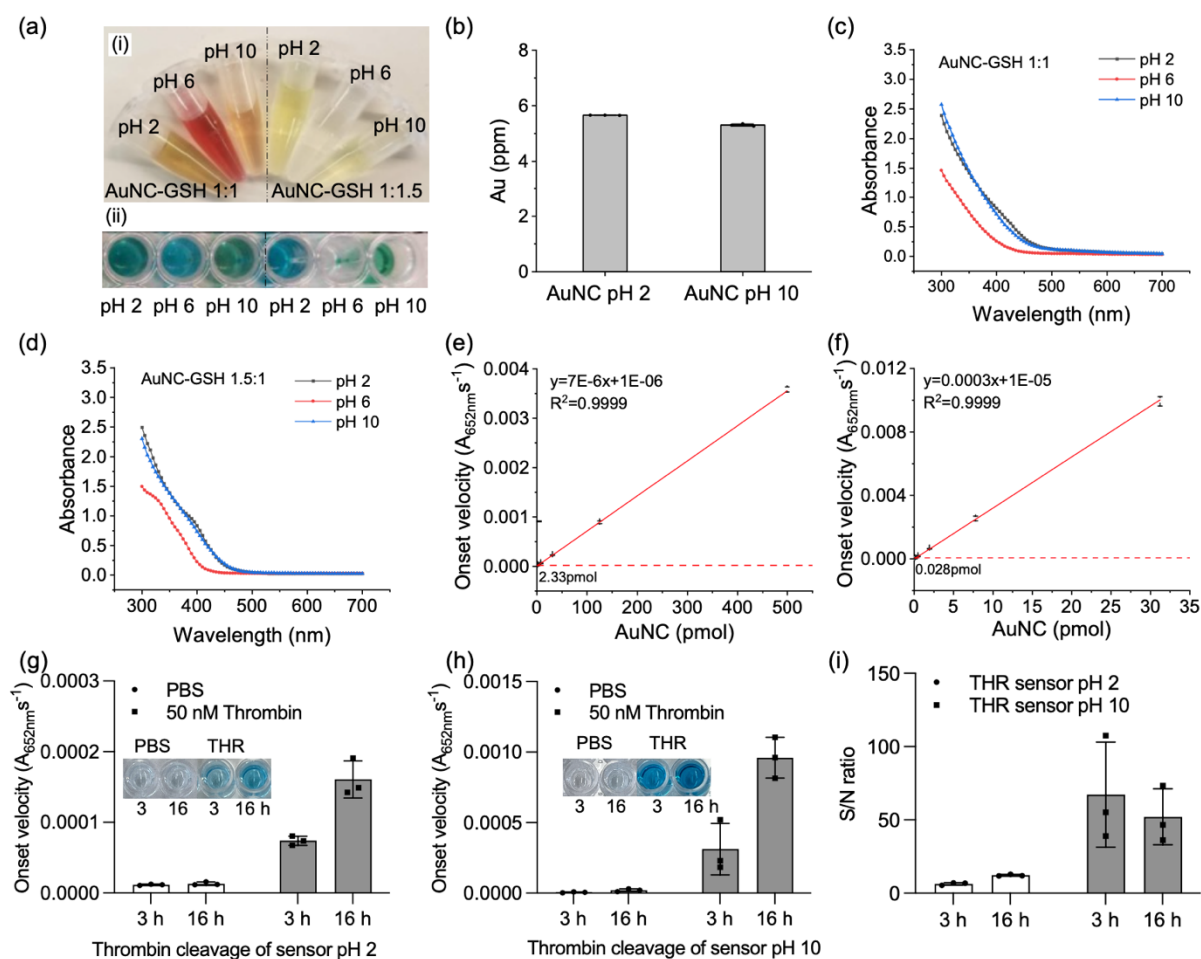 (a)
(i)
pH 2
pH 6
pH 10
pH 2
pH 6
pH 10
AuNC-GSH 1:1
AuNC-GSH 1:1.5
(ii)
pH 2 pH 6 pH 10 pH 2 pH 6 pH 10
(b)
Au (ppm)
8
6
4
2
0
AuNC pH 2 AuNC pH 10
(c)
AuNC-GSH 1:1
pH 2
pH 6
pH 10
Absorbance
3.5
3.0
2.5
2.0
1.5
1.0
0.5
0.0
300 400 500 600 700
Wavelength (nm)
(d)
AuNC-GSH 1.5:1
pH 2
pH 6
pH 10
Absorbance
3.5
3.0
2.5
2.0
1.5
1.0
0.5
0.0
300 400 500 600 700
Wavelength (nm)
(e)
y=7E-6x+1E-06
R²=0.9999
Onset velocity (A₆₅₂ₙₘs⁻¹)
0.004
0.003
0.002
0.001
0.000
2.33pmol
0 100 200 300 400 500
AuNC (pmol)
(f)
y=0.0003x+1E-05
R²=0.9999
Onset velocity (A₆₅₂ₙₘs⁻¹)
0.012
0.008
0.004
0.000
0.028pmol
0 5 10 15 20 25 30 35
AuNC (pmol)
(g)
PBS
50 nM Thrombin
PBS THR
3 16 3 16 h
Onset velocity (A₆₅₂ₙₘs⁻¹)
0.0003
0.0002
0.0001
0.0000
3 h 16 h 3 h 16 h
Thrombin cleavage of sensor pH 2
(h)
PBS
50 nM Thrombin
PBS THR
3 16 3 16 h
Onset velocity (A₆₅₂ₙₘs⁻¹)
0.0015
0.0010
0.0005
0.0000
3 h 16 h 3 h 16 h
Thrombin cleavage of sensor pH 10
(i)
THR sensor pH 2
THR sensor pH 10
S/N ratio
150
100
50
0
3 h 16 h 3 h 16 h